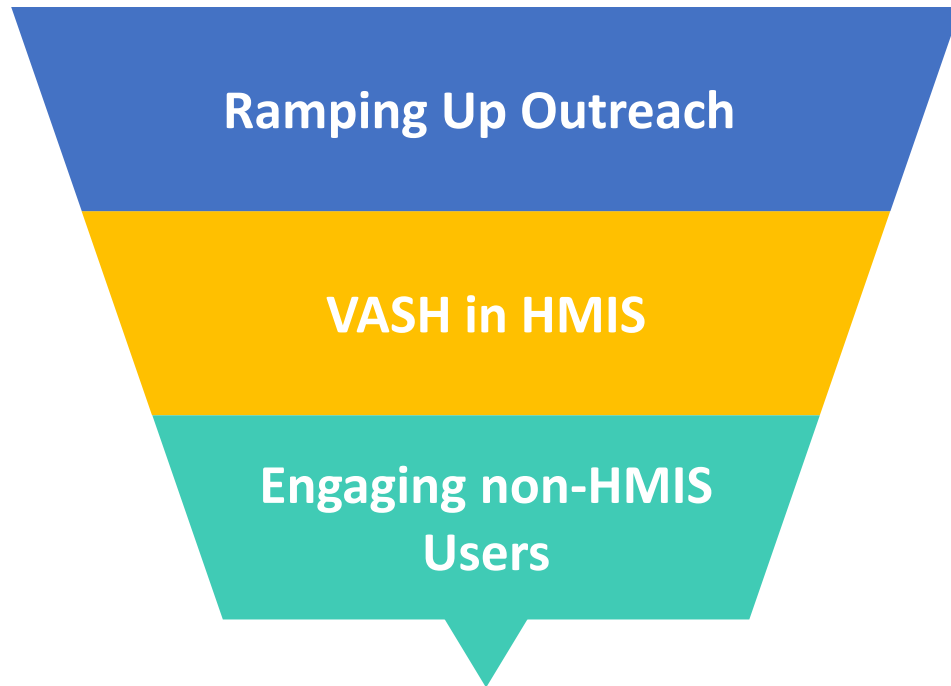 Ramping Up Outreach
VASH in HMIS
Engaging non-HMIS
Users